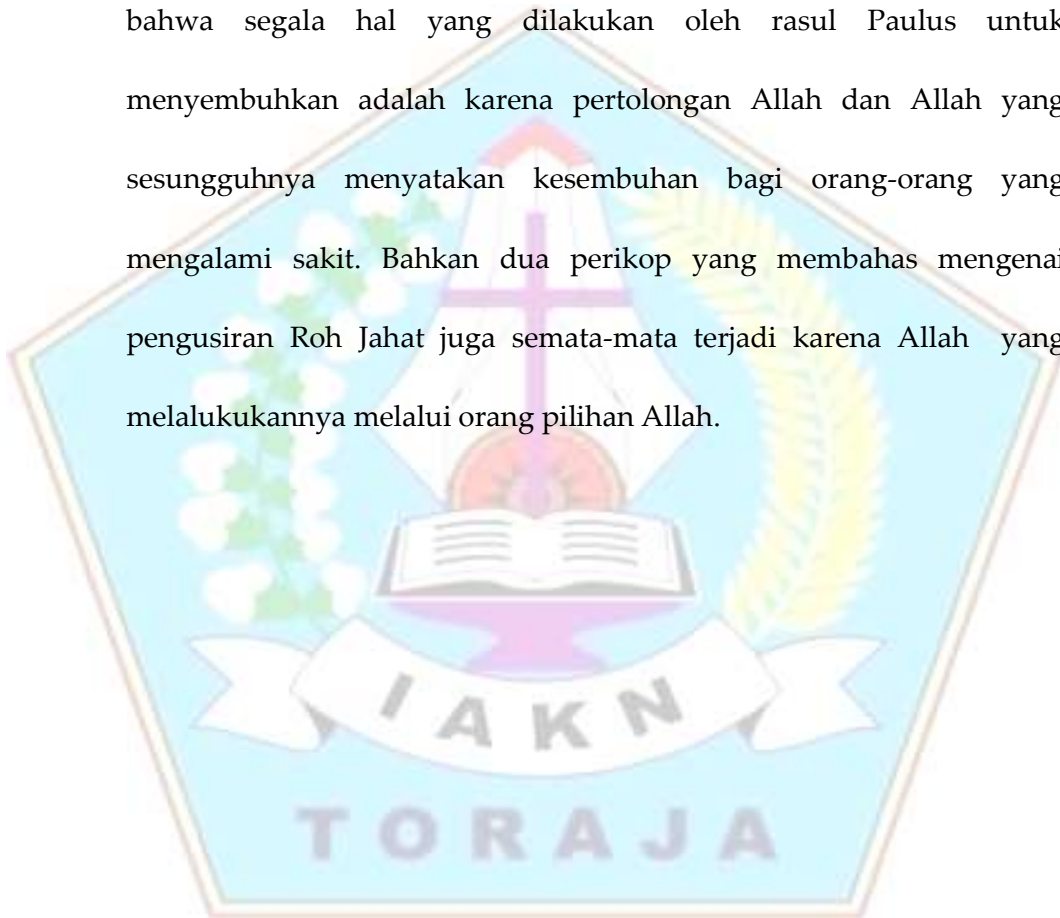 bahwa segala hal yang dilakukan oleh rasul Paulus untuk
menyembuhkan adalah karena pertolongan Allah dan Allah yang
sesungguhnya menyatakan kesembuhan bagi orang-orang yang
mengalami sakit. Bahkan dua perikop yang membahas mengenai
pengusiran Roh Jahat juga semata-mata terjadi karena Allah yang
melalukukannya melalui orang pilihan Allah.
IAKN
TORAJA